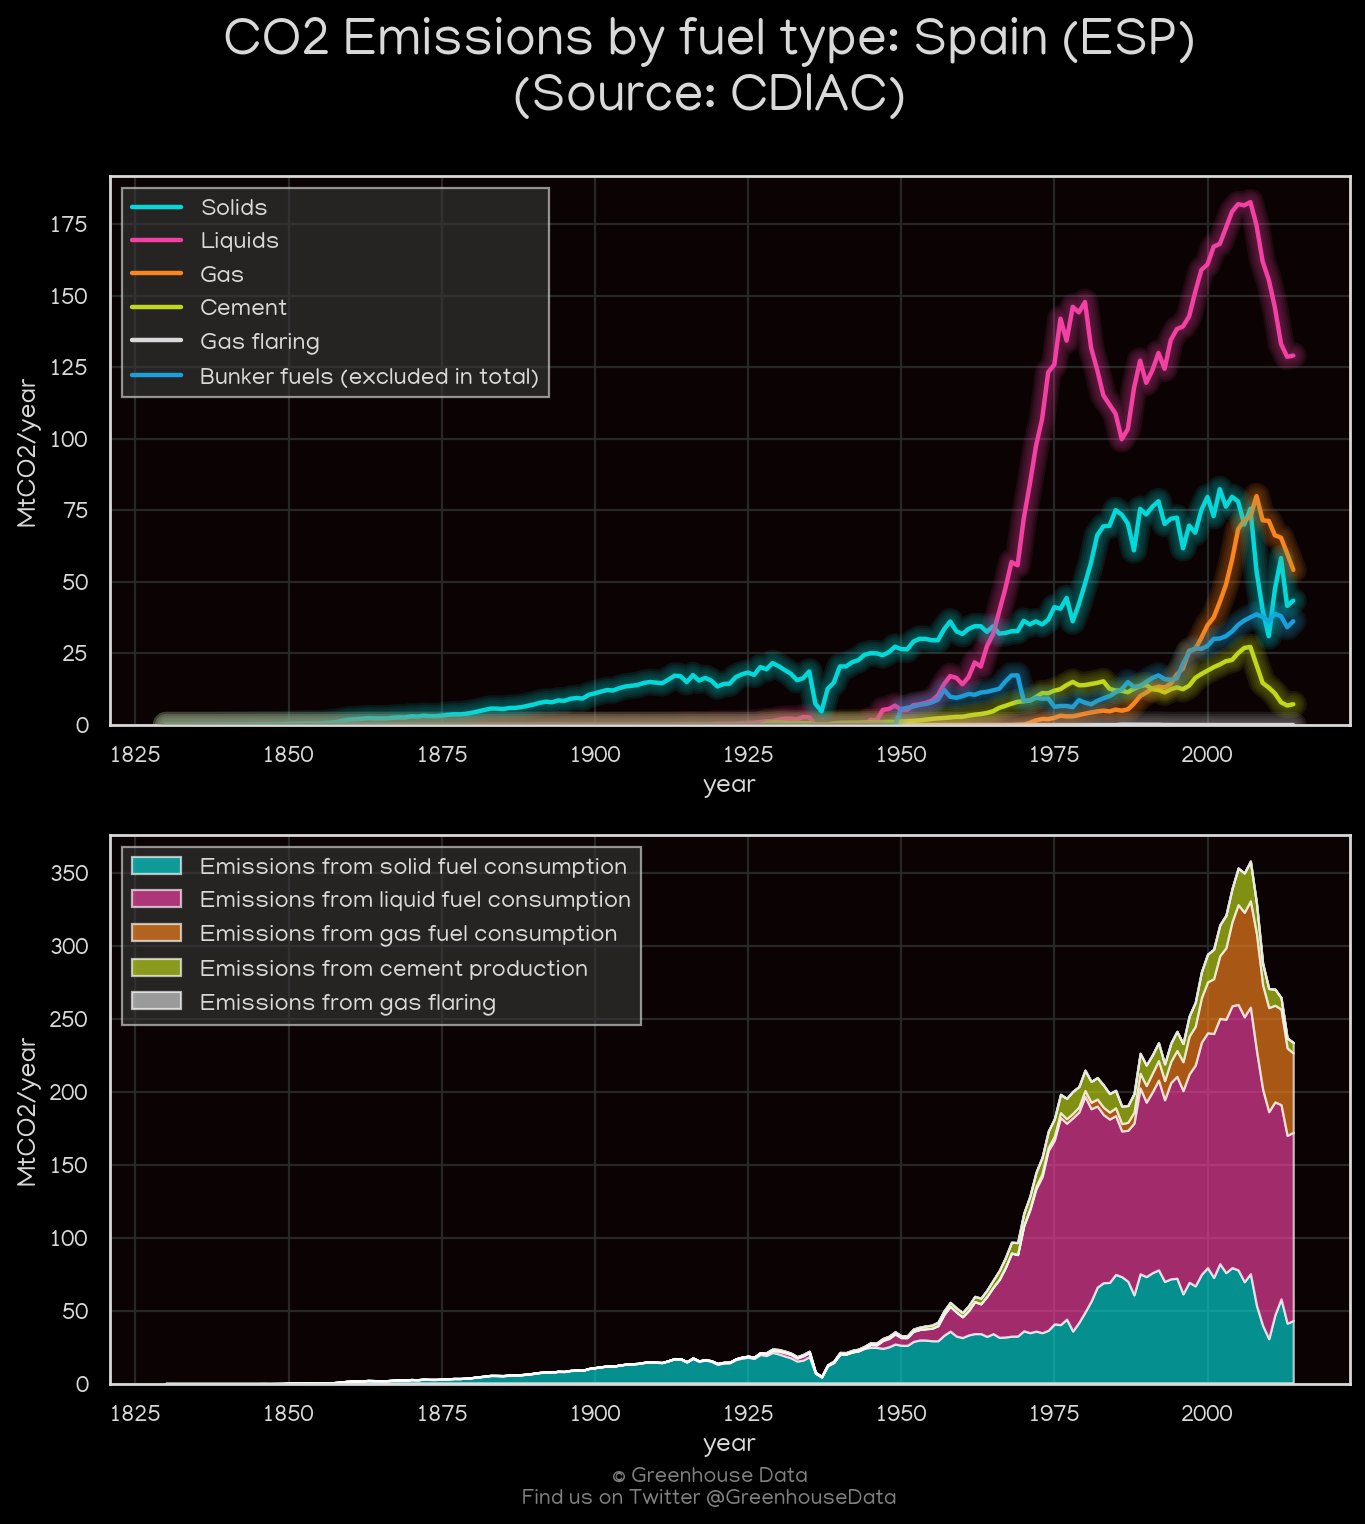 CO2 Emissions by fuel type: Spain (ESP)
(Source: CDIAC)
Solids
Liquids
Gas
Cement
Gas flaring
Bunker fuels (excluded in total)
MtCO2/year
175
150
125
100
75
50
25
0
1825 1850 1875 1900 1925 1950 1975 2000
year
Emissions from solid fuel consumption
Emissions from liquid fuel consumption
Emissions from gas fuel consumption
Emissions from cement production
Emissions from gas flaring
MtCO2/year
350
300
250
200
150
100
50
0
1825 1850 1875 1900 1925 1950 1975 2000
year
© Greenhouse Data
Find us on Twitter @GreenhouseData